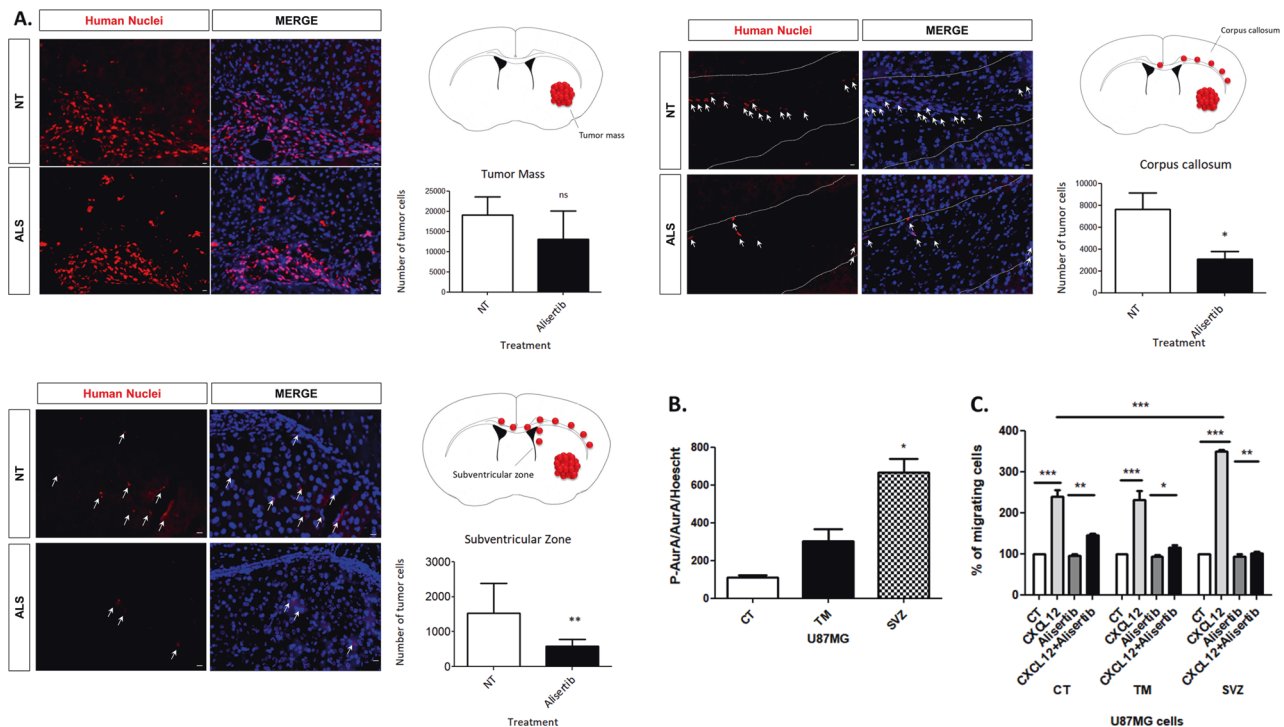 A.
Human Nuclei
MERGE
NT
ALS
Tumor mass
Tumor Mass
Number of tumor cells
25000
20000
15000
10000
5000
0
ns
NT
Alisertib
Treatment
Human Nuclei
MERGE
NT
ALS
Corpus callosum
Corpus callosum
Number of tumor cells
10000
8000
6000
4000
2000
0
*
NT
Alisertib
Treatment
Human Nuclei
MERGE
NT
ALS
Subventricular zone
Subventricular Zone
Number of tumor cells
3000
2000
1000
0
**
NT
Alisertib
Treatment
B.
P-AurA/AurA/Hoescht
800
600
400
200
0
*
CT
TM
SVZ
U87MG
C.
% of migrating cells
400
300
200
100
0
***
*** ** *** * *** **
CT
CXCL12
Alisertib
CXCL12+Alisertib
CT
CXCL12
Alisertib
CXCL12+Alisertib
CT
CXCL12
Alisertib
CXCL12+Alisertib
CT TM SVZ
U87MG cells